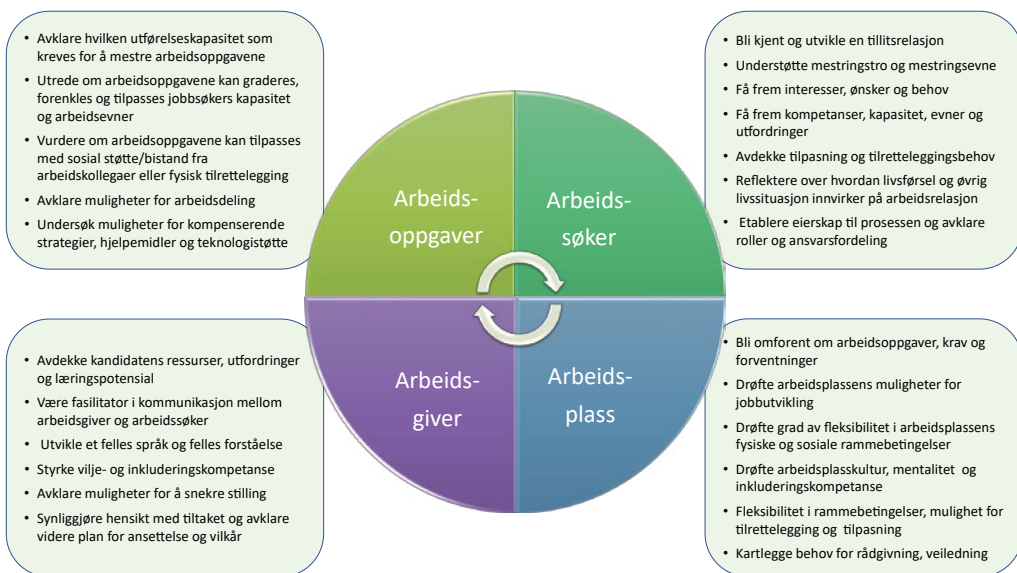 • Avklare hvilken utførelseskapasitet som
kreves for å mestre arbeidsoppgavene
• Utrede om arbeidsoppgavene kan graderes,
forenkles og tilpasses jobbsøkers kapasitet
og arbeidsevner
• Vurdere om arbeidsoppgavene kan tilpasses
med sosial støtte/bistand fra
arbeidskollegaer eller fysisk tilrettelegging
• Avklare muligheter for arbeidsdeling
• Undersøk muligheter for kompenserende
strategier, hjelpemidler og teknologistøtte
• Bli kjent og utvikle en tillitsrelasjon
• Understøtte mestringstro og mestringsevne
• Få frem interesser, ønsker og behov
• Få frem kompetanser, kapasitet, evner og
utfordringer
• Avdekke tilpasning og tilretteleggingsbehov
• Reflektere over hvordan livsførsel og øvrig
livssituasjon innvirker på arbeidsrelasjon
• Etablere eierskap til prosessen og avklare
roller og ansvarsfordeling
Arbeids-
oppgaver
Arbeids-
søker
Arbeids-
giver
Arbeids-
plass
• Avdekke kandidatens ressurser, utfordringer
og læringspotensial
• Være fasilitator i kommunikasjon mellom
arbeidsgiver og arbeidssøker
• Utvikle et felles språk og felles forståelse
• Styrke vilje- og inkluderingskompetanse
• Avklare muligheter for å snekre stilling
• Synliggjøre hensikt med tiltaket og avklare
videre plan for ansettelse og vilkår
• Bli omforent om arbeidsoppgaver, krav og
forventninger
• Drøfte arbeidsplassens muligheter for
jobbutvikling
• Drøfte grad av fleksibilitet i arbeidsplassens
fysiske og sosiale rammebetingelser
• Drøfte arbeidsplasskultur, mentalitet og
inkluderingskompetanse
• Fleksibilitet i rammebetingelser, mulighet for
tilrettelegging og tilpasning
• Kartlegge behov for rådgivning, veiledning